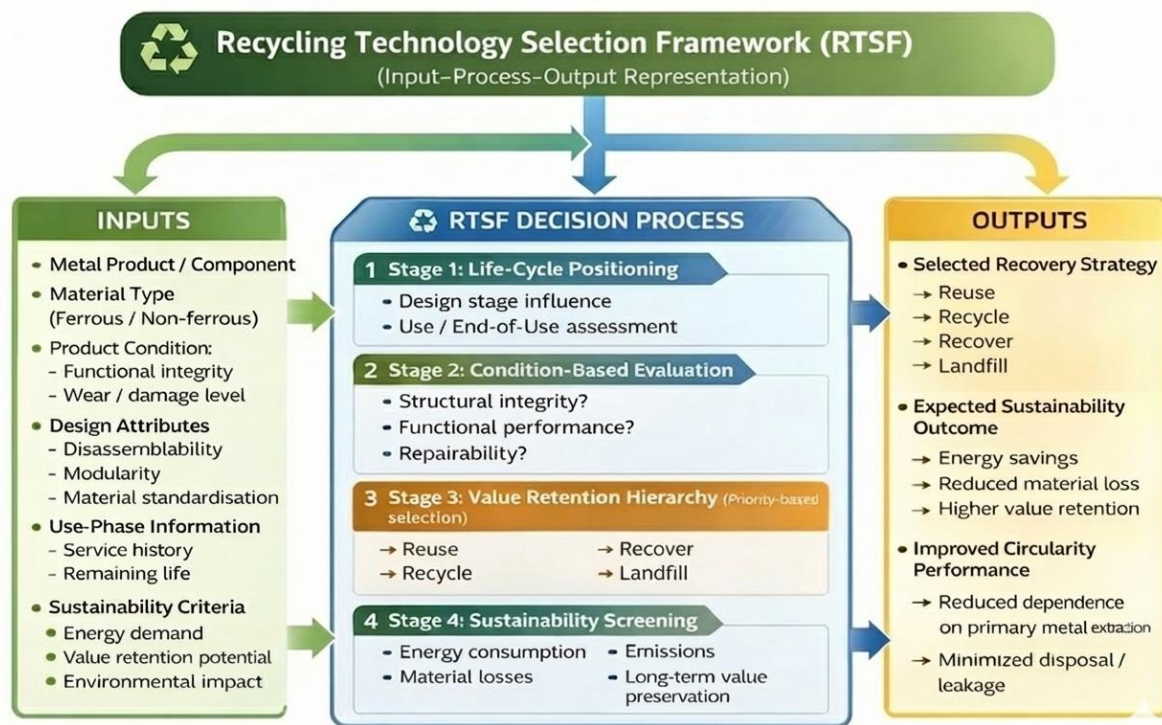 Recycling Technology Selection Framework (RTSF)
(Input–Process–Output Representation)
INPUTS
• Metal Product / Component
• Material Type
(Ferrous / Non-ferrous)
• Product Condition:
– Functional integrity
– Wear / damage level
• Design Attributes
– Disassemblability
– Modularity
– Material standardisation
• Use-Phase Information
– Service history
– Remaining life
• Sustainability Criteria
• Energy demand
• Value retention potential
• Environmental impact
RTSF DECISION PROCESS
1 Stage 1: Life-Cycle Positioning
• Design stage influence
• Use / End-of-Use assessment
2 Stage 2: Condition-Based Evaluation
• Structural integrity?
• Functional performance?
• Repairability?
3 Stage 3: Value Retention Hierarchy (Priority-based
selection)
→ Reuse
→ Recycle
→ Recover
→ Landfill
4 Stage 4: Sustainability Screening
• Energy consumption
• Material losses
• Emissions
• Long-term value
preservation
OUTPUTS
• Selected Recovery Strategy
→ Reuse
→ Recycle
→ Recover
→ Landfill
• Expected Sustainability
Outcome
→ Energy savings
→ Reduced material loss
→ Higher value retention
• Improved Circularity
Performance
→ Reduced dependence
on primary metal extraction
→ Minimized disposal /
leakage